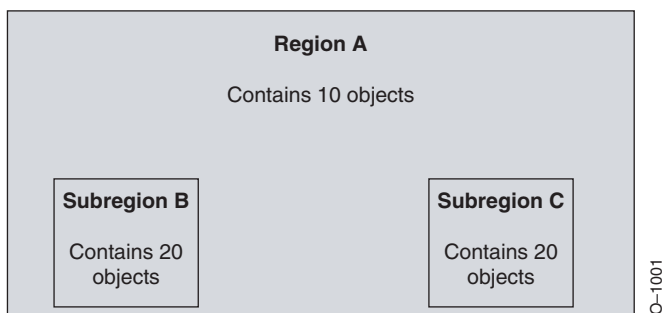 Region A
Contains 10 objects
Subregion B
Contains 20
objects
Subregion C
Contains 20
objects
O–1001